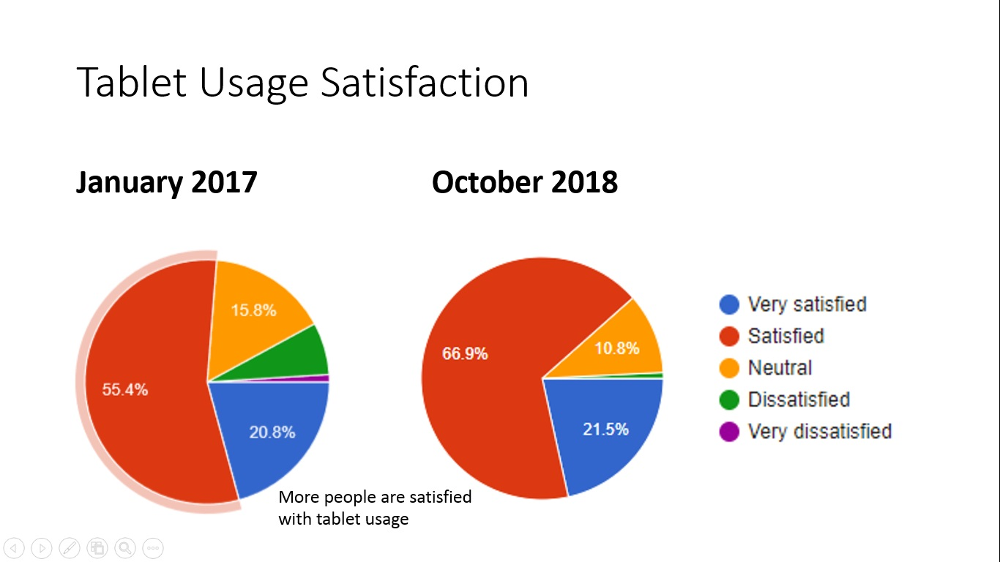 Tablet Usage Satisfaction
January 2017
October 2018
15.8%
55.4%
20.8%
66.9%
10.8%
21.5%
Very satisfied
Satisfied
Neutral
Dissatisfied
Very dissatisfied
More people are satisfied
with tablet usage